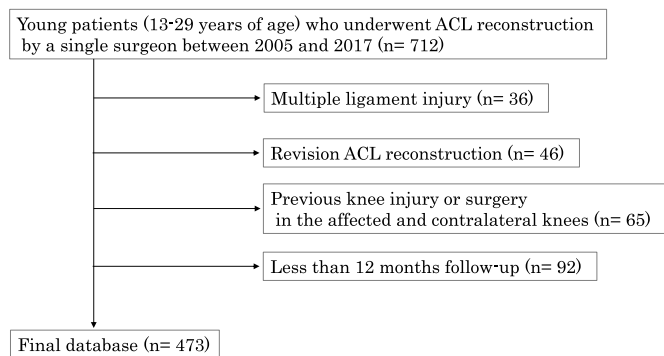 Young patients (13-29 years of age) who underwent ACL reconstruction
by a single surgeon between 2005 and 2017 (n= 712)
Multiple ligament injury (n= 36)
Revision ACL reconstruction (n= 46)
Previous knee injury or surgery
in the affected and contralateral knees (n= 65)
Less than 12 months follow-up (n= 92)
Final database (n= 473)